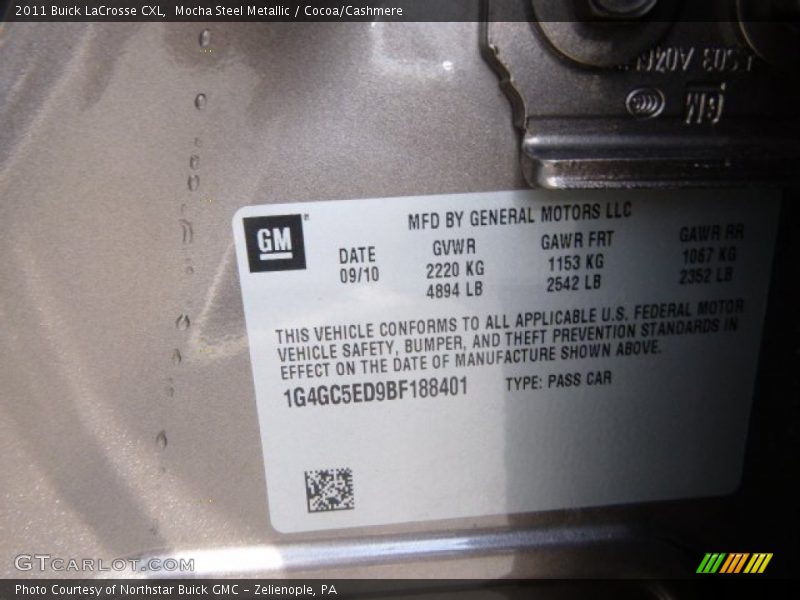 2011 Buick LaCrosse CXL, Mocha Steel Metallic / Cocoa/Cashmere
GM
GM
MFD BY GENERAL MOTORS LLC
DATE GVWR GAWR FRT GAWR RR
09/10 2220 KG 1153 KG 1067 KG
4894 LB 2542 LB 2352 LB
THIS VEHICLE CONFORMS TO ALL APPLICABLE U.S. FEDERAL MOTOR
VEHICLE SAFETY, BUMPER, AND THEFT PREVENTION STANDARDS IN
EFFECT ON THE DATE OF MANUFACTURE SHOWN ABOVE.
1G4GC5ED9BF188401 TYPE: PASS CAR
GTCARLOT.COM
Photo Courtesy of Northstar Buick GMC - Zelienople, PA